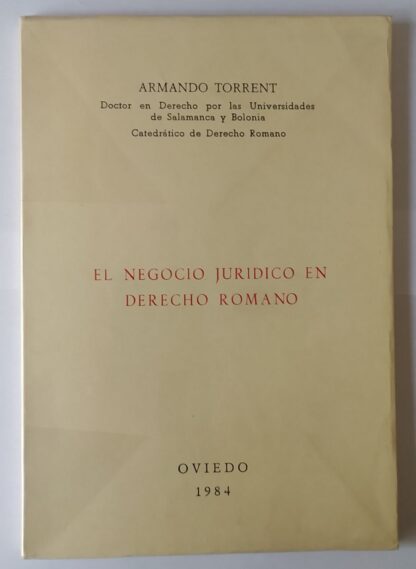 ARMANDO TORRENT
Doctor en Derecho por las Universidades
de Salamanca y Bolonia
Catedrático de Derecho Romano
EL NEGOCIO JURIDICO EN
DERECHO ROMANO
OVIEDO
1984